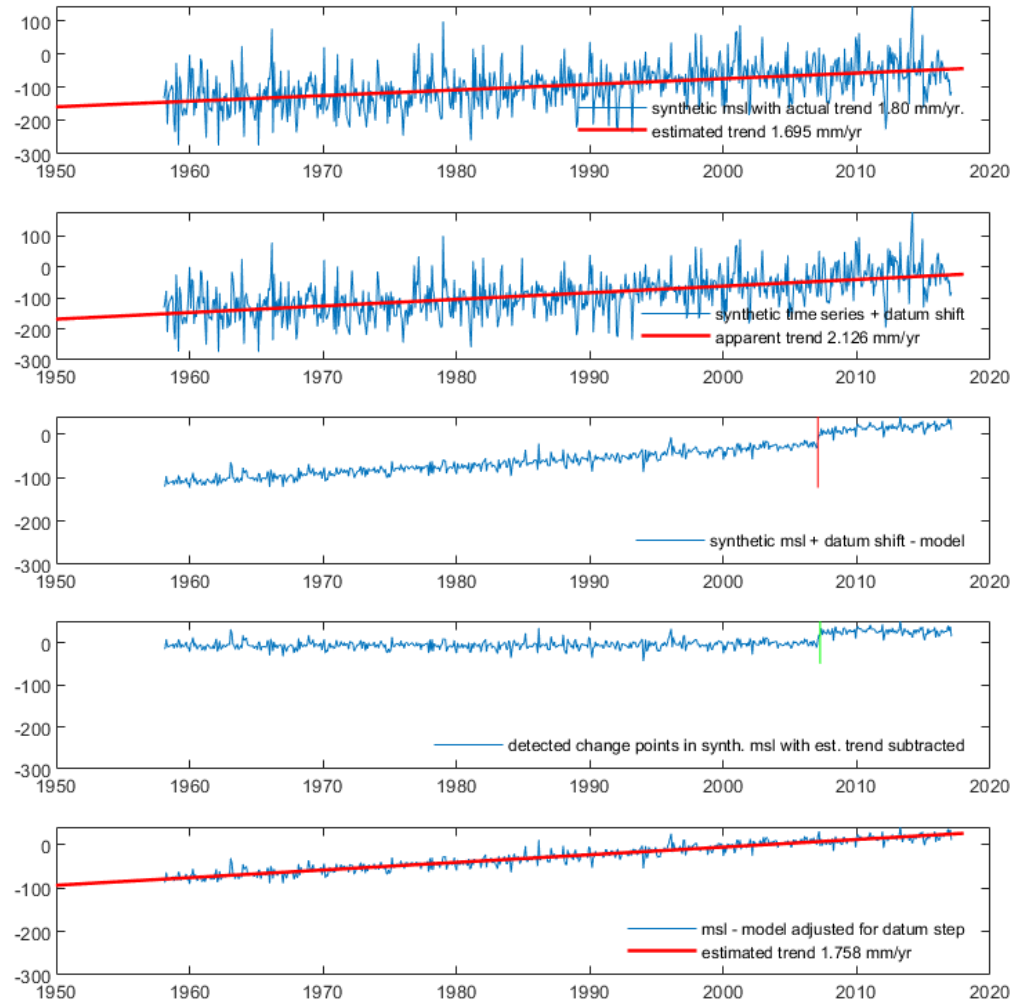 100
0
-100
-200
-300
synthetic msl with actual trend 1.80 mm/yr.
estimated trend 1.695 mm/yr
1950 1960 1970 1980 1990 2000 2010 2020
100
0
-100
-200
-300
synthetic time series + datum shift
apparent trend 2.126 mm/yr
1950 1960 1970 1980 1990 2000 2010 2020
0
-100
-200
-300
synthetic msl + datum shift - model
1950 1960 1970 1980 1990 2000 2010 2020
0
-100
-200
-300
detected change points in synth. msl with est. trend subtracted
1950 1960 1970 1980 1990 2000 2010 2020
0
-100
-200
-300
msl - model adjusted for datum step
estimated trend 1.758 mm/yr
1950 1960 1970 1980 1990 2000 2010 2020